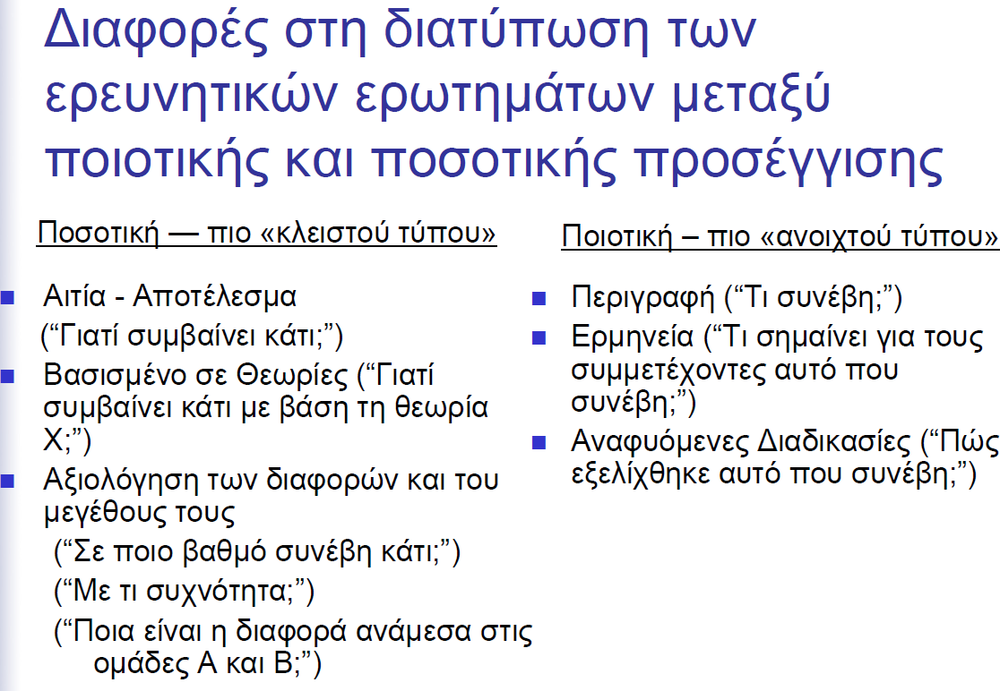 Διαφορές στη διατύπωση των
ερευνητικών ερωτημάτων μεταξύ
ποιοτικής και ποσοτικής προσέγγισης
Ποσοτική — πιο «κλειστού τύπου»
■ Αιτία - Αποτέλεσμα
(“Γιατί συμβαίνει κάτι;”)
■ Βασισμένο σε Θεωρίες (“Γιατί
συμβαίνει κάτι με βάση τη θεωρία
Χ;”)
■ Αξιολόγηση των διαφορών και του
μεγέθους τους
(“Σε ποιο βαθμό συνέβη κάτι;”)
(“Με τι συχνότητα;”)
(“Ποια είναι η διαφορά ανάμεσα στις
ομάδες Α και Β;”)
Ποιοτική – πιο «ανοιχτού τύπου»
■ Περιγραφή (“Τι συνέβη;”)
■ Ερμηνεία (“Τι σημαίνει για τους
συμμετέχοντες αυτό που
συνέβη;”)
■ Αναφυόμενες Διαδικασίες (“Πώς
εξελίχθηκε αυτό που συνέβη;”)